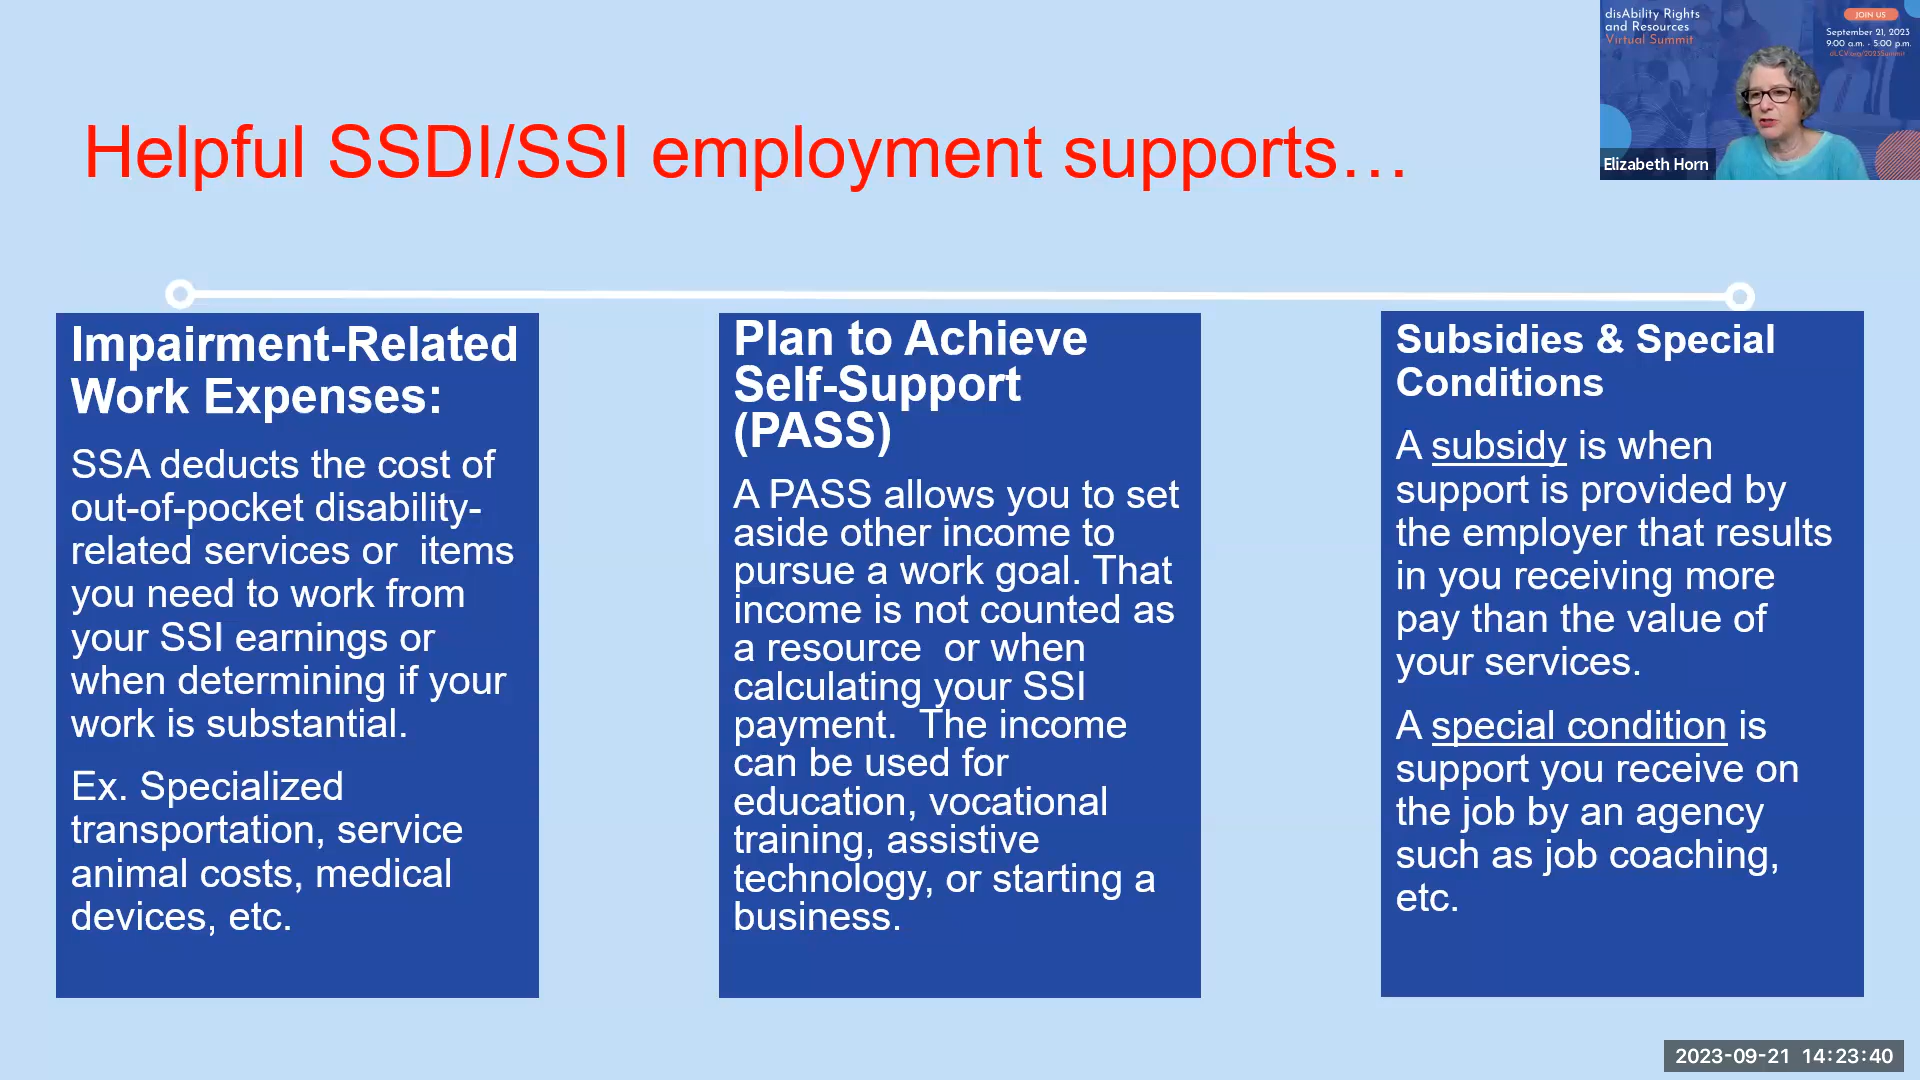 disAbility Rights
and Resources
Virtual Summit
JOIN US
September 21, 2023
9:00 a.m. - 5:00 p.m.
dLCV.org/2023Summit
Elizabeth Horn
Helpful SSDI/SSI employment supports…
Impairment-Related
Work Expenses:
SSA deducts the cost of
out-of-pocket disability-
related services or  items
you need to work from
your SSI earnings or
when determining if your
work is substantial.
Ex. Specialized
transportation, service
animal costs, medical
devices, etc.
Plan to Achieve
Self-Support
(PASS)
A PASS allows you to set
aside other income to
pursue a work goal. That
income is not counted as
a resource  or when
calculating your SSI
payment.  The income
can be used for
education, vocational
training, assistive
technology, or starting a
business.
Subsidies & Special
Conditions
A subsidy is when
support is provided by
the employer that results
in you receiving more
pay than the value of
your services.
A special condition is
support you receive on
the job by an agency
such as job coaching,
etc.
2023-09-21 14:23:40